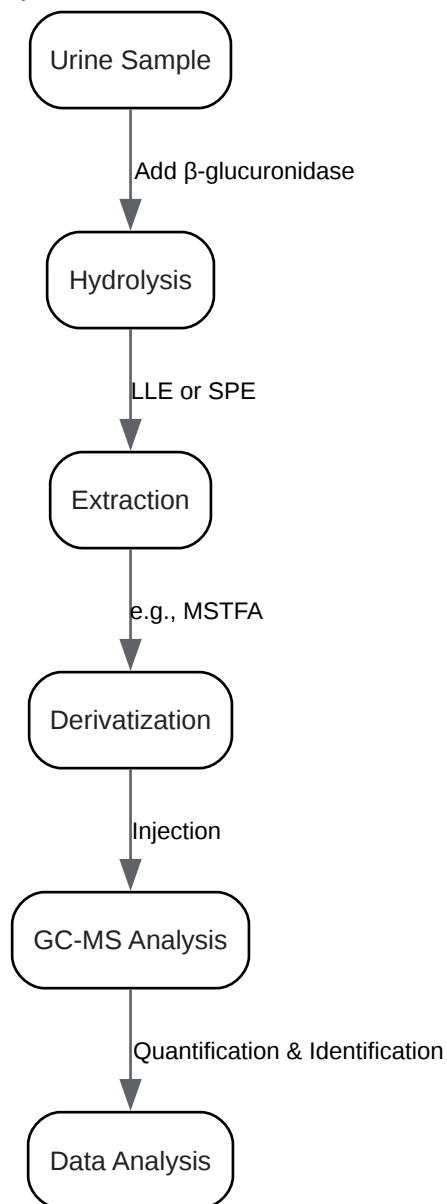 Urine Sample
Add β-glucuronidase
Hydrolysis
LLE or SPE
Extraction
e.g., MSTFA
Derivatization
Injection
GC-MS Analysis
Quantification & Identification
Data Analysis